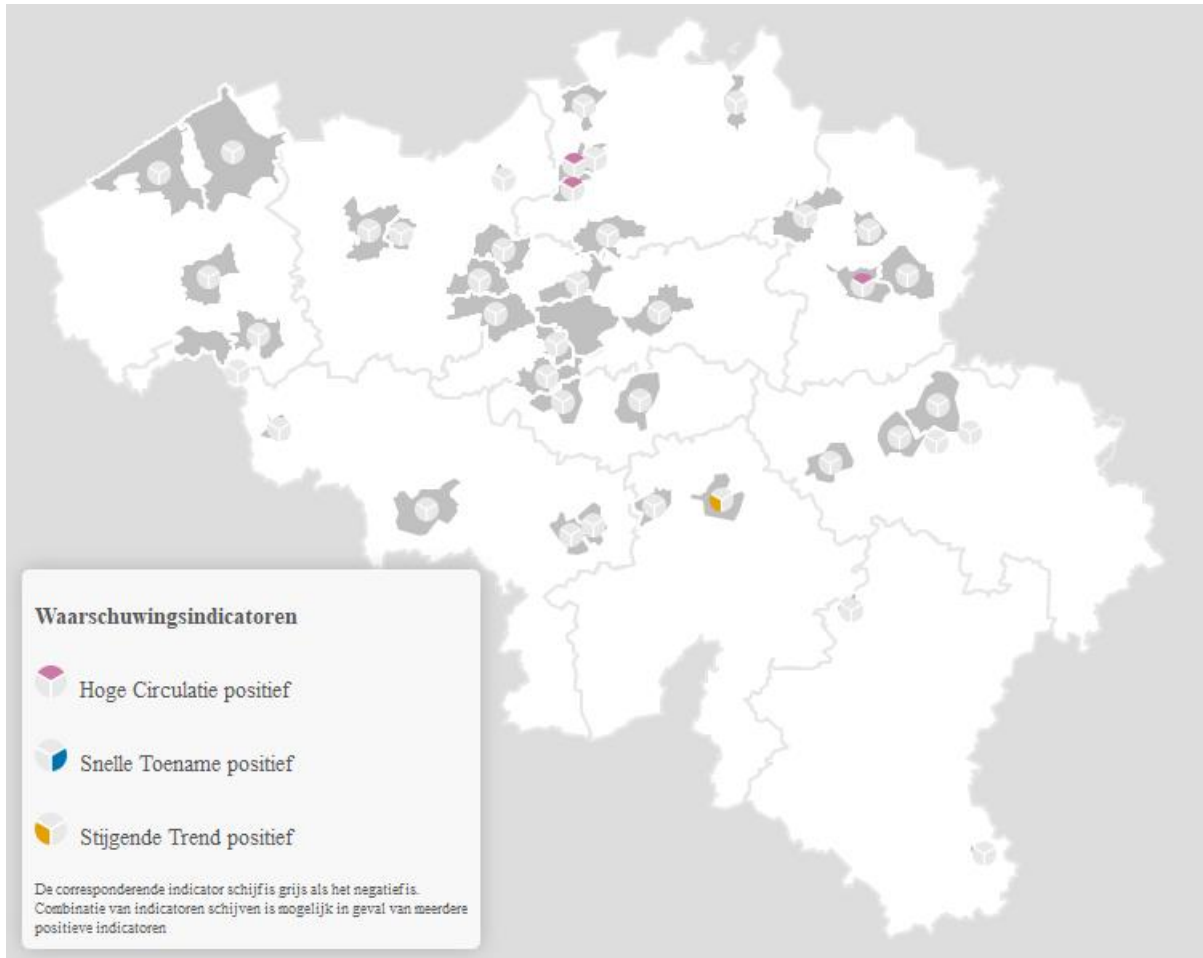 Waarschuwingsindicatoren
Hoge Circulatie positief
Snelle Toename positief
Stijgende Trend positief
De corresponderende indicator schijf is grijs als het negatief is.
Combinatie van indicatoren schijven is mogelijk in geval van meerdere
positieve indicatoren